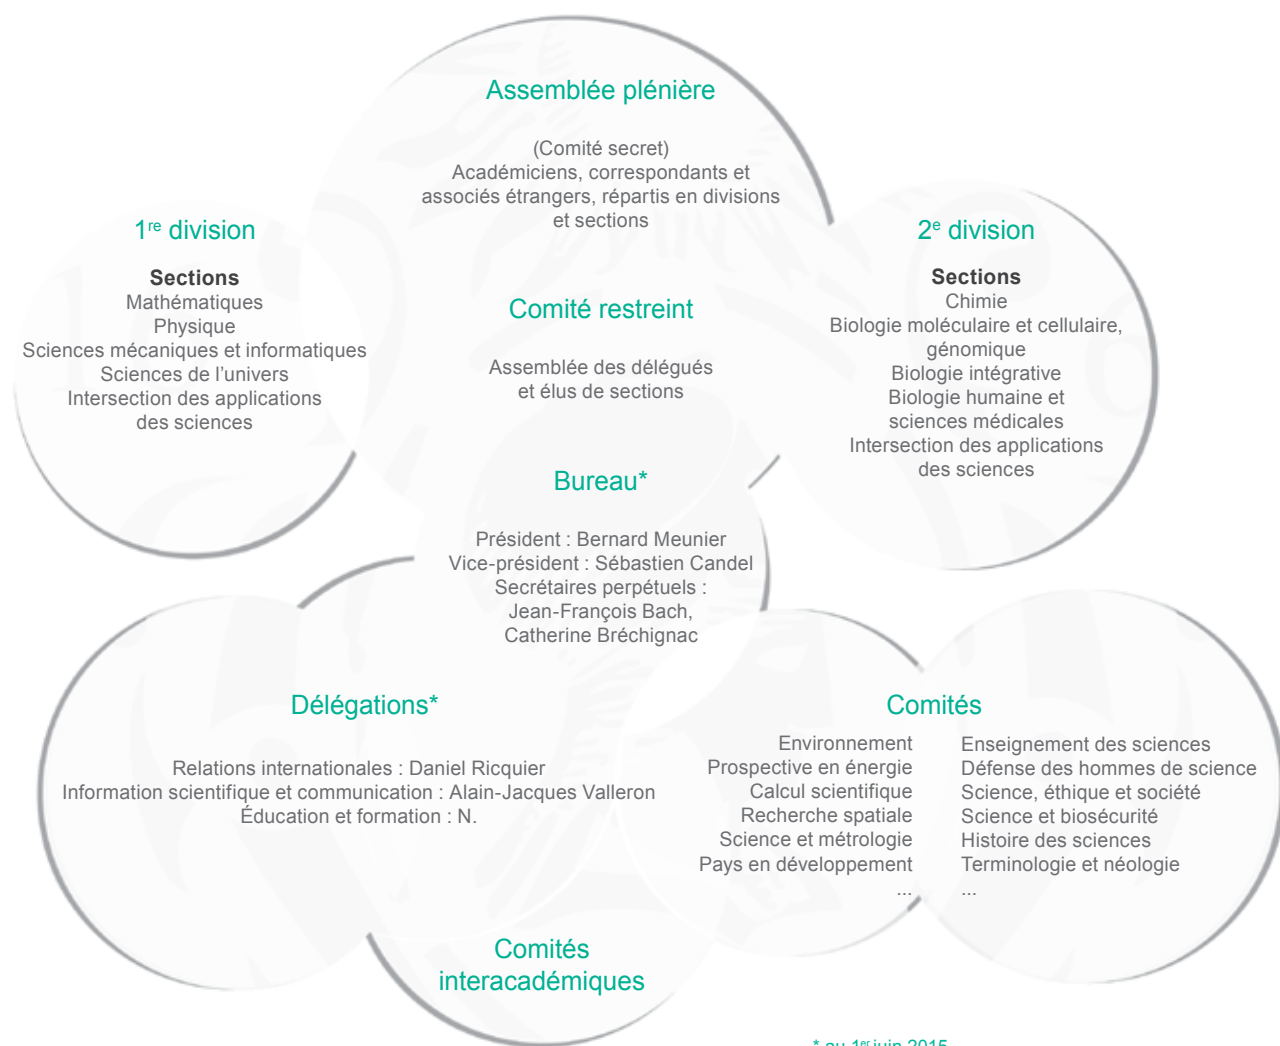 Assemblée plénière
(Comité secret)
Académiciens, correspondants et
associés étrangers, répartis en divisions
et sections
1re division
Sections
Mathématiques
Physique
Sciences mécaniques et informatiques
Sciences de l'univers
Intersection des applications
des sciences
Comité restreint
Assemblée des délégués
et élus de sections
2e division
Sections
Chimie
Biologie moléculaire et cellulaire,
génomique
Biologie intégrative
Biologie humaine et
sciences médicales
Intersection des applications
des sciences
Bureau*
Président : Bernard Meunier
Vice-président : Sébastien Candel
Secrétaires perpétuels :
Jean-François Bach,
Catherine Bréchignac
Délégations*
Relations internationales : Daniel Ricquier
Information scientifique et communication : Alain-Jacques Valleron
Éducation et formation : N.
Comités
Environnement
Prospective en énergie
Calcul scientifique
Recherche spatiale
Science et métrologie
Pays en développement
...
Enseignement des sciences
Défense des hommes de science
Science, éthique et société
Science et biosécurité
Histoire des sciences
Terminologie et néologie
...
Comités
interacadémiques
* au 1er juin 2015